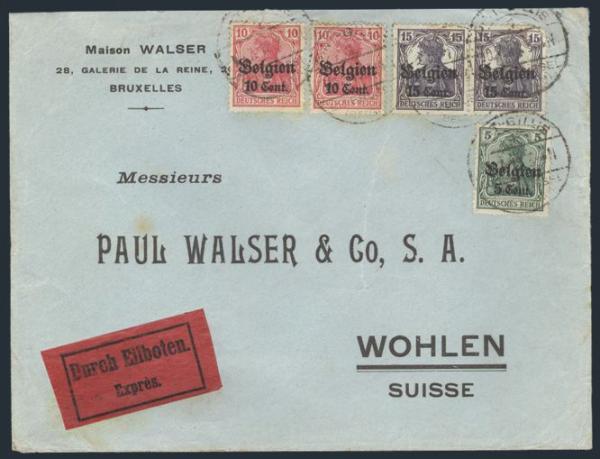 Maison WALSER
28, GALERIE DE LA REINE,
BRUXELLES
10 10
Belgien
10 Cent.
DEUTSCHES REICH
10 10
Belgien
10 Cent.
DEUTSCHES REICH
15 15
Belgien
15 Cent.
DEUTSCHES REICH
15 15
Belgien
15 Cent.
DEUTSCHES REICH
5 5
Belgien
5 Cent.
DEUTSCHES REICH
Messieurs
PAUL WALSER & Co, S. A.
Durch Eilboten.
Exprès.
WOHLEN
SUISSE